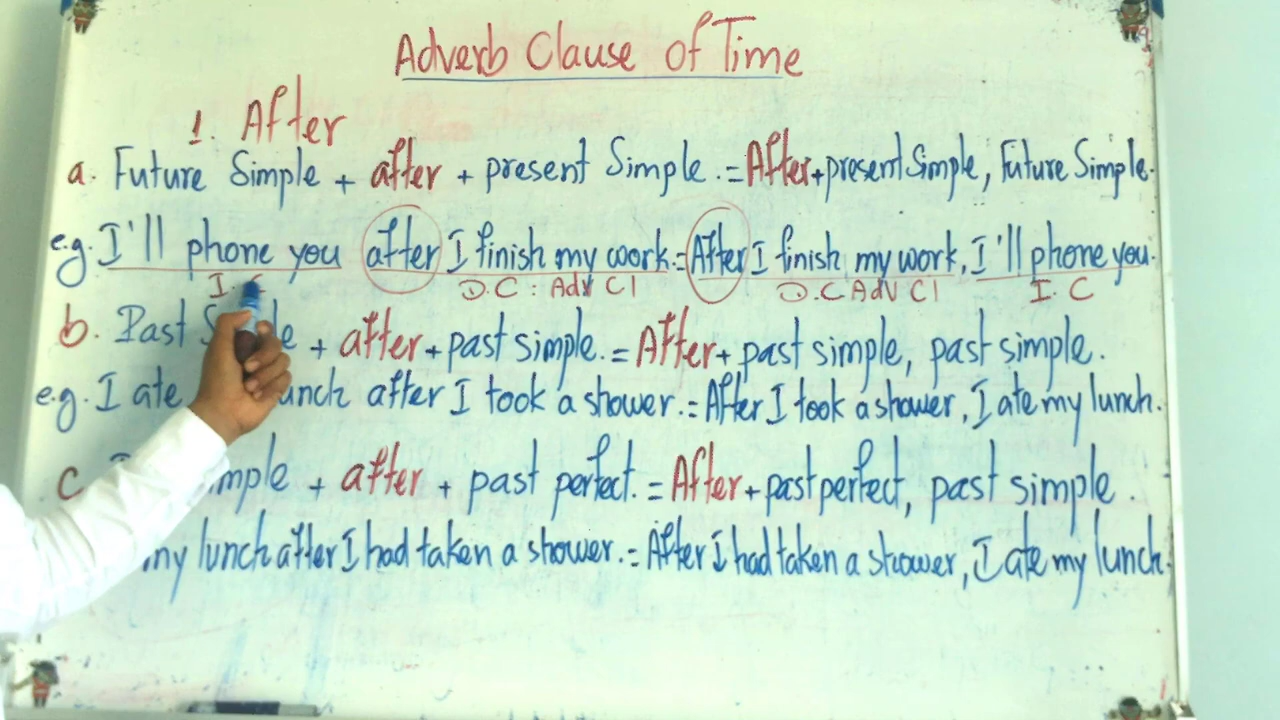 Adverb Clause of Time
1. After
a. Future Simple + after + present Simple. = After + present Simple, Future Simple.
e.g. I'll phone you after I finish my work. = After I finish my work, I'll phone you.
I. D.C : Adv Cl D.C Adv Cl I. C
b. Past + after + past simple. = After + past simple, past simple.
e.g. I ate after I took a shower. = After I took a shower, I ate my lunch.
c + after + past perfect. = After + past perfect, past simple.
my lunch after I had taken a shower. = After I had taken a shower, I ate my lunch.